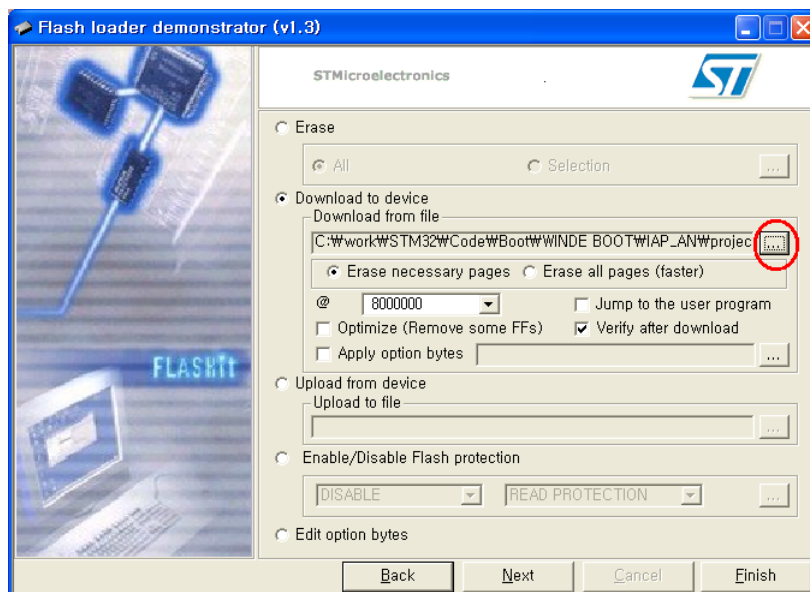 Flash loader demonstrator (v1.3)
STMicroelectronics
ST
Erase
All Selection ...
Download to device
Download from file
C:₩work₩STM32₩Code₩Boot₩WINDE BOOT₩IAP_AN₩projec ...
Erase necessary pages Erase all pages (faster)
@ 8000000 Jump to the user program
Optimize (Remove some FFs) Verify after download
Apply option bytes ...
FLASHit
Upload from device
Upload to file
...
Enable/Disable Flash protection
DISABLE READ PROTECTION ...
Edit option bytes
Back Next Cancel Finish